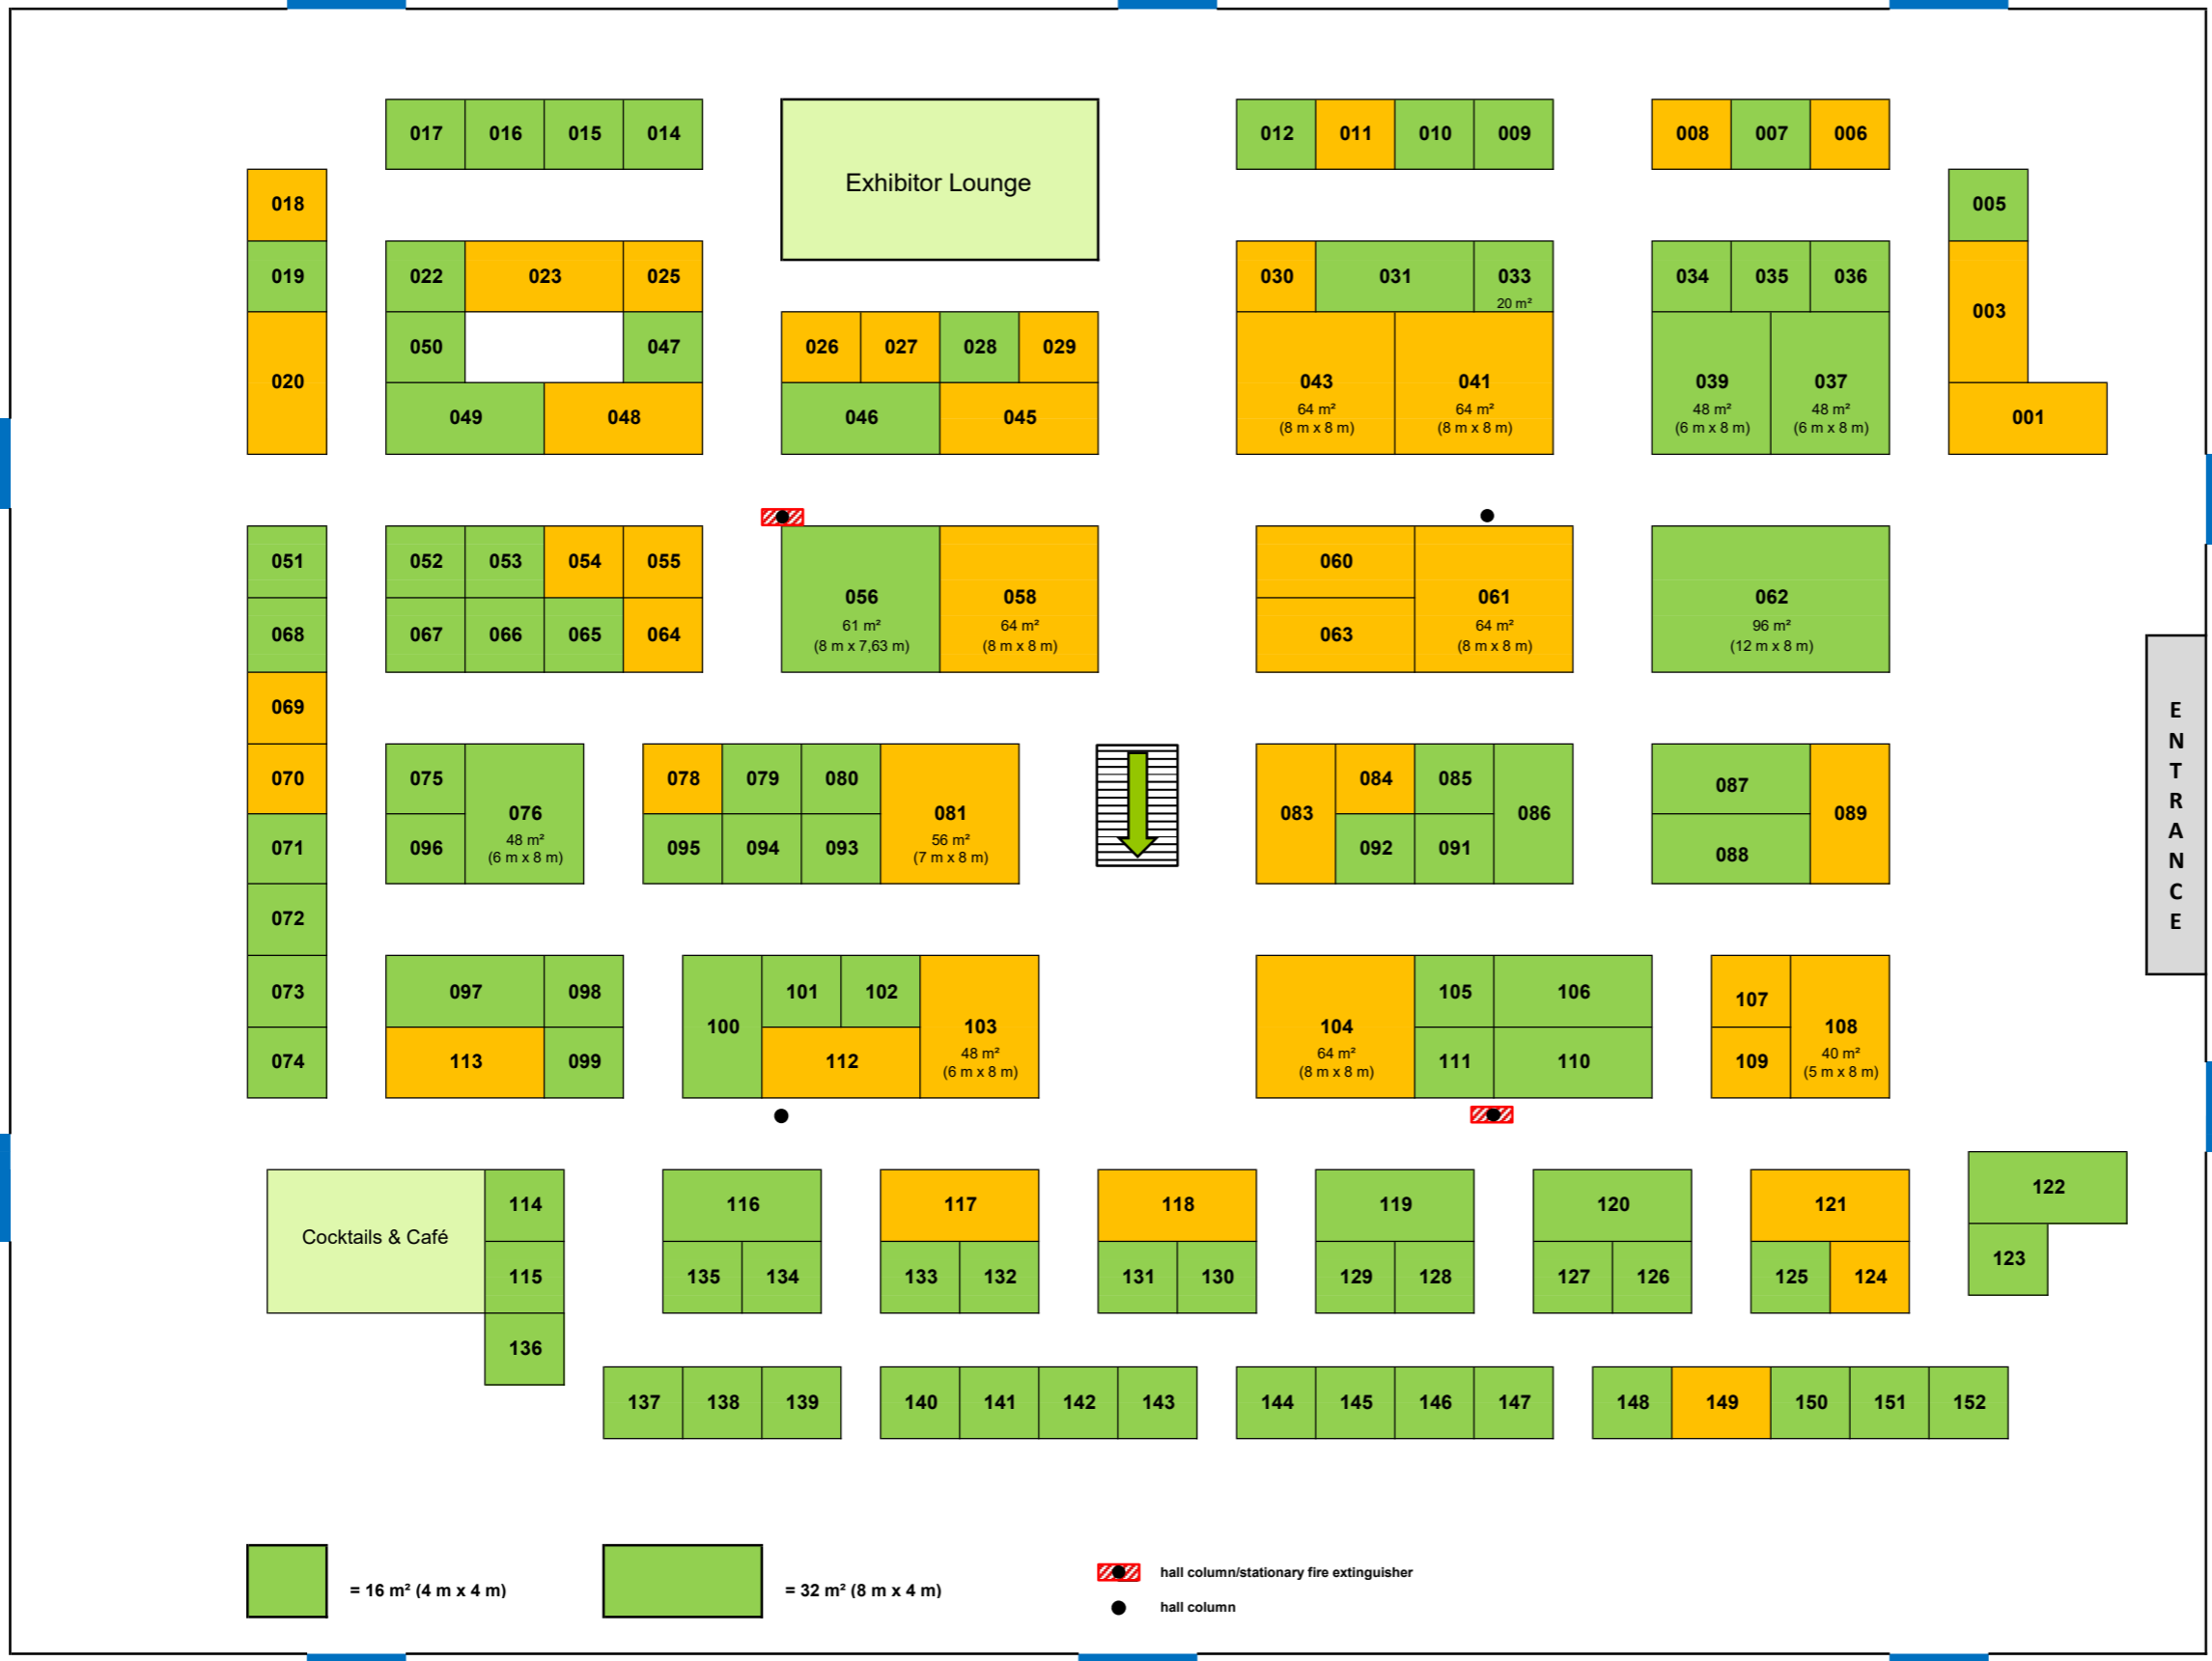 017 016 015 014
Exhibitor Lounge
012 011 010 009
008 007 006
018
005
019
022 023 025
030 031 033
20 m²
034 035 036
003
020
050 047
026 027 028 029
043
64 m²
(8 m x 8 m)
041
64 m²
(8 m x 8 m)
039
48 m²
(6 m x 8 m)
037
48 m²
(6 m x 8 m)
049 048
046 045
001
051
052 053 054 055
056
61 m²
(8 m x 7,63 m)
058
64 m²
(8 m x 8 m)
060
061
64 m²
(8 m x 8 m)
062
96 m²
(12 m x 8 m)
068
067 066 065 064
063
069
ENTRANCE
070
075
076
48 m²
(6 m x 8 m)
078 079 080
081
56 m²
(7 m x 8 m)
083
084 085
086
087
089
071
096
095 094 093
092 091
088
072
073
097 098
100
101 102
103
48 m²
(6 m x 8 m)
104
64 m²
(8 m x 8 m)
105 106
107
108
40 m²
(5 m x 8 m)
074
113 099
112
111 110
109
Cocktails & Café
114
116
117
118
119
120
121
122
115
135 134
133 132
131 130
129 128
127 126
125 124
123
136
137 138 139
140 141 142 143
144 145 146 147
148 149 150 151 152
= 16 m² (4 m x 4 m)
= 32 m² (8 m x 4 m)
hall column/stationary fire extinguisher
hall column